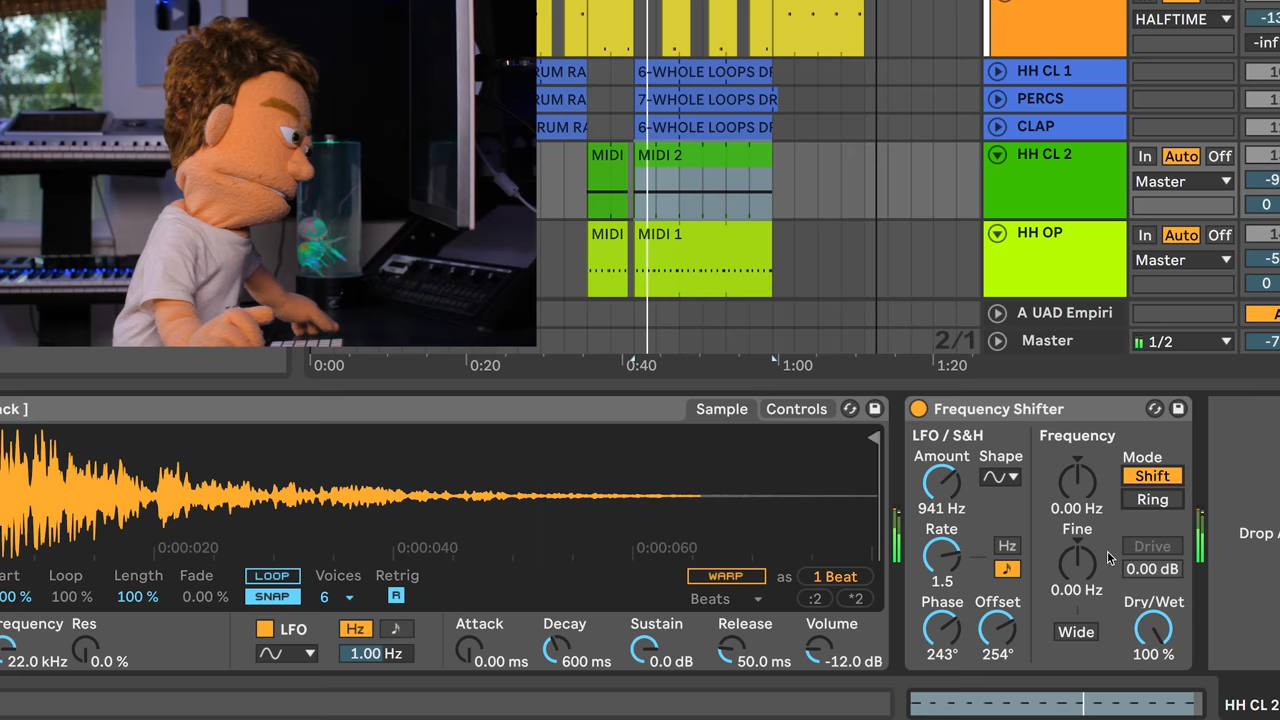 HALFTIME
-13
-inf
RUM RA
6-WHOLE LOOPS DR
HH CL 1
RUM RA
7-WHOLE LOOPS DR
PERCS
RUM RA
6-WHOLE LOOPS DR
CLAP
MIDI
MIDI 2
HH CL 2
In Auto Off
Master
-9
0
MIDI
MIDI 1
HH OP
In Auto Off
Master
-5
0
A UAD Empiri
2/1
Master
1/2
-7
0:00
0:20
0:40
1:00
1:20
ack ]
Sample
Controls
Frequency Shifter
LFO / S&H
Frequency
Amount
Shape
Mode
Shift
941 Hz
0.00 Hz
Ring
Rate
Fine
0:00:020
0:00:040
0:00:060
Hz
Drive
1.5
0.00 Hz
0.00 dB
Drop A
art
Loop
Length
Fade
LOOP
Voices
Retrig
WARP
as
1 Beat
00 %
100 %
100 %
0.00 %
SNAP
6
R
Beats
:2
*2
Phase
Offset
Dry/Wet
243°
254°
Wide
100 %
requency
Res
LFO
Hz
Attack
Decay
Sustain
Release
Volume
22.0 kHz
0.0 %
1.00 Hz
0.00 ms
600 ms
0.0 dB
50.0 ms
-12.0 dB
HH CL 2